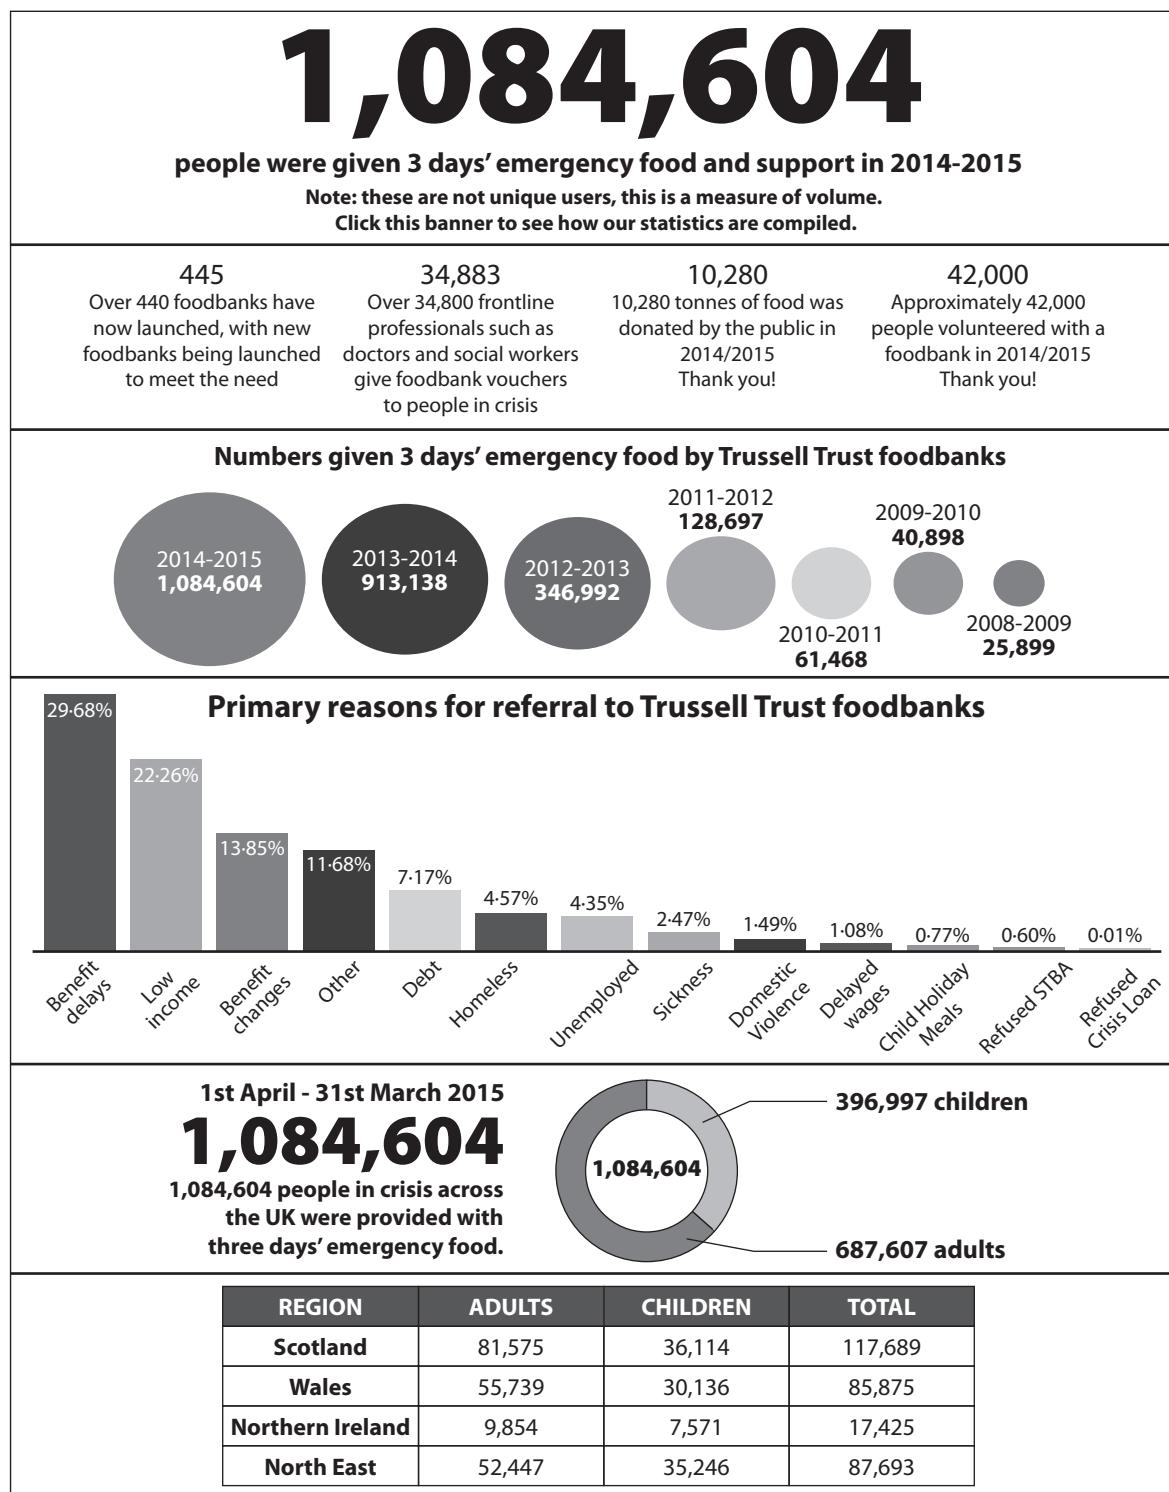 1,084,604
people were given 3 days' emergency food and support in 2014-2015
Note: these are not unique users, this is a measure of volume.
Click this banner to see how our statistics are compiled.
445
Over 440 foodbanks have
now launched, with new
foodbanks being launched
to meet the need
34,883
Over 34,800 frontline
professionals such as
doctors and social workers
give foodbank vouchers
to people in crisis
10,280
10,280 tonnes of food was
donated by the public in
2014/2015
Thank you!
42,000
Approximately 42,000
people volunteered with a
foodbank in 2014/2015
Thank you!
Numbers given 3 days' emergency food by Trussell Trust foodbanks
2014-2015
1,084,604
2013-2014
913,138
2012-2013
346,992
2011-2012
128,697
2010-2011
61,468
2009-2010
40,898
2008-2009
25,899
Primary reasons for referral to Trussell Trust foodbanks
29·68%
22·26%
13·85%
11·68%
7·17%
4·57%
4·35%
2·47%
1·49%
1·08%
0·77%
0·60%
0·01%
Benefit
delays
Low
income
Benefit
changes
Other
Debt
Homeless
Unemployed
Sickness
Domestic
Violence
Delayed
wages
Child Holiday
Meals
Refused STBA
Refused
Crisis Loan
1st April - 31st March 2015
1,084,604
1,084,604 people in crisis across
the UK were provided with
three days' emergency food.
1,084,604
396,997 children
687,607 adults
REGION ADULTS CHILDREN TOTAL
Scotland 81,575 36,114 117,689
Wales 55,739 30,136 85,875
Northern Ireland 9,854 7,571 17,425
North East 52,447 35,246 87,693